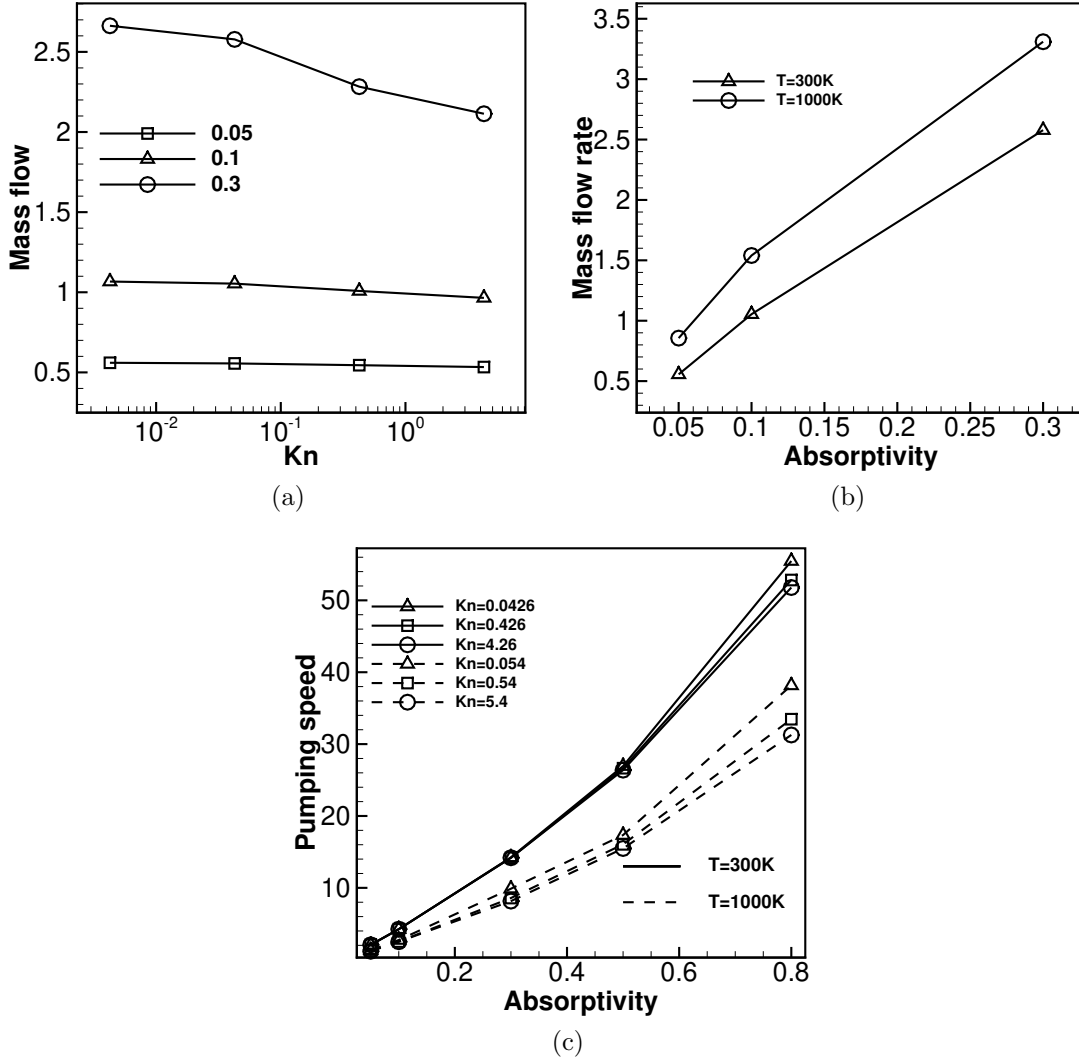 Mass flow
2.5
2
1.5
1
0.5
0.05
0.1
0.3
10-2
10-1
100
Kn
(a)
Mass flow rate
3.5
3
2.5
2
1.5
1
0.5
T=300K
T=1000K
0.05 0.1 0.15 0.2 0.25 0.3
Absorptivity
(b)
Pumping speed
50
40
30
20
10
Kn=0.0426
Kn=0.426
Kn=4.26
Kn=0.054
Kn=0.54
Kn=5.4
T=300K
T=1000K
0.2 0.4 0.6 0.8
Absorptivity
(c)